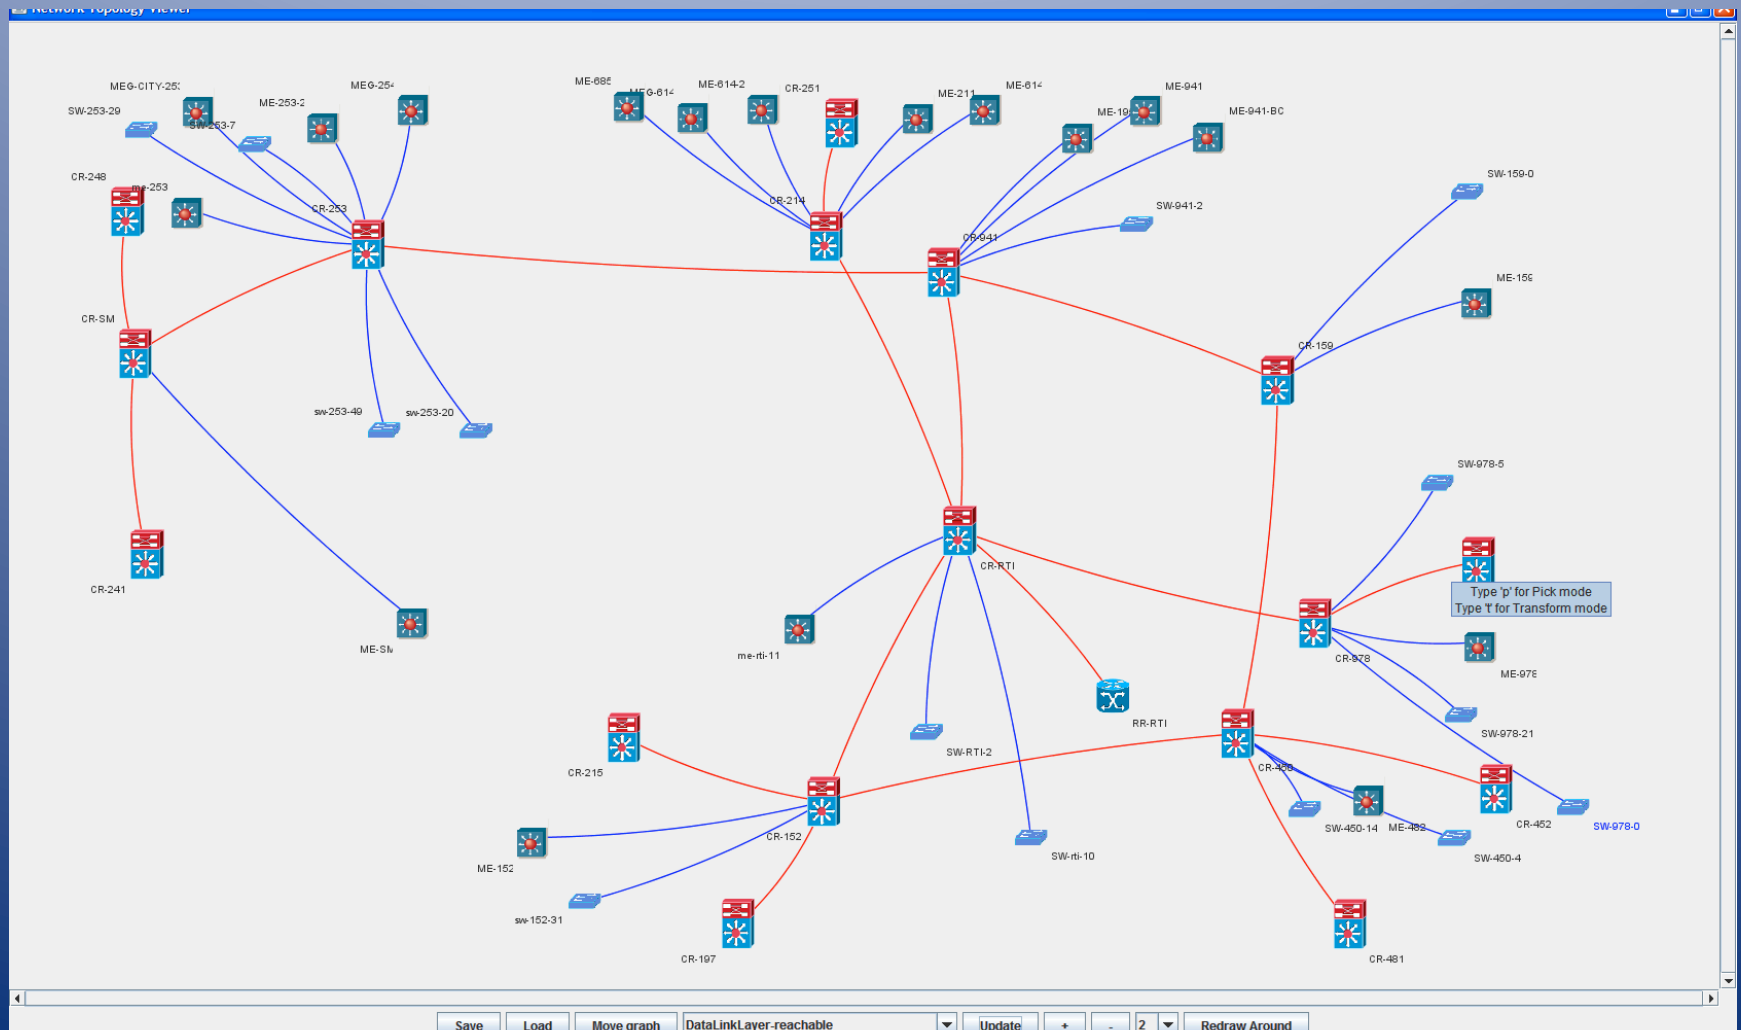 Network Topology Viewer
MEG-CITY-253
MEG-254
SW-253-29
ME-253-2
SW-253-7
ME-685
MEG-614
ME-614-2
CR-251
ME-211
ME-614
ME-941
ME-941-BC
CR-248
me-253
CR-253
CR-214
SW-941-2
SW-159-0
CR-941
ME-159
CR-SM
CR-159
sw-253-49
sw-253-20
SW-978-5
CR-RTI
CR-241
Type 'p' for Pick mode
Type 't' for Transform mode
ME-SM
me-rti-11
CR-978
ME-978
RR-RTI
SW-978-21
SW-RTI-2
CR-215
CR-450
CR-152
SW-450-14
ME-482
CR-452
SW-978-0
SW-rti-10
SW-450-4
ME-152
sw-152-31
CR-197
CR-481
Save
Load
Move graph
DataLinkLayer-reachable
Update
+
-
2
Redraw Around